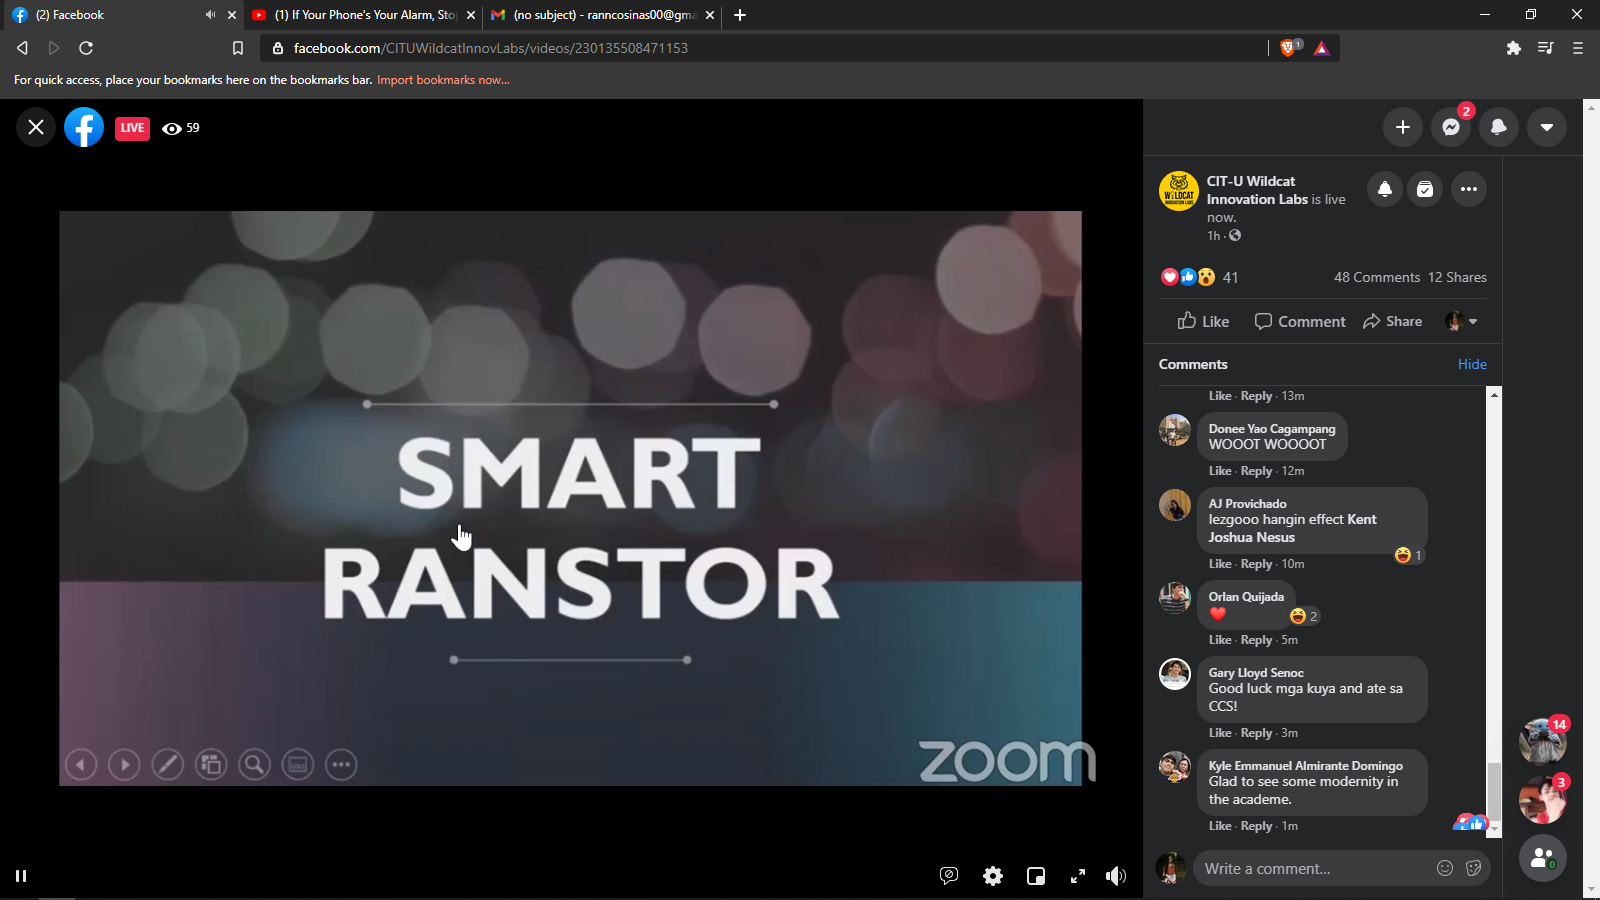 (2) Facebook
(1) If Your Phone's Your Alarm, Sto
(no subject) - ranncosinas00@gma
facebook.com/CITUWildcatInnovLabs/videos/230135508471153
1
For quick access, place your bookmarks here on the bookmarks bar. Import bookmarks now...
LIVE
59
2
SMART
RANSTOR
zoom
WILDCAT
INNOVATION LABS
CIT-U Wildcat
Innovation Labs is live
now.
1h ·
41
48 Comments 12 Shares
Like
Comment
Share
Comments
Hide
Like · Reply · 13m
Donee Yao Cagampang
WOOOT WOOOOT
Like · Reply · 12m
AJ Provichado
lezgooo hangin effect Kent
Joshua Nesus
1
Like · Reply · 10m
Orlan Quijada
2
Like · Reply · 5m
Gary Lloyd Senoc
Good luck mga kuya and ate sa
CCS!
Like · Reply · 3m
Kyle Emmanuel Almirante Domingo
Glad to see some modernity in
the academe.
Like · Reply · 1m
Write a comment...
14
3
0